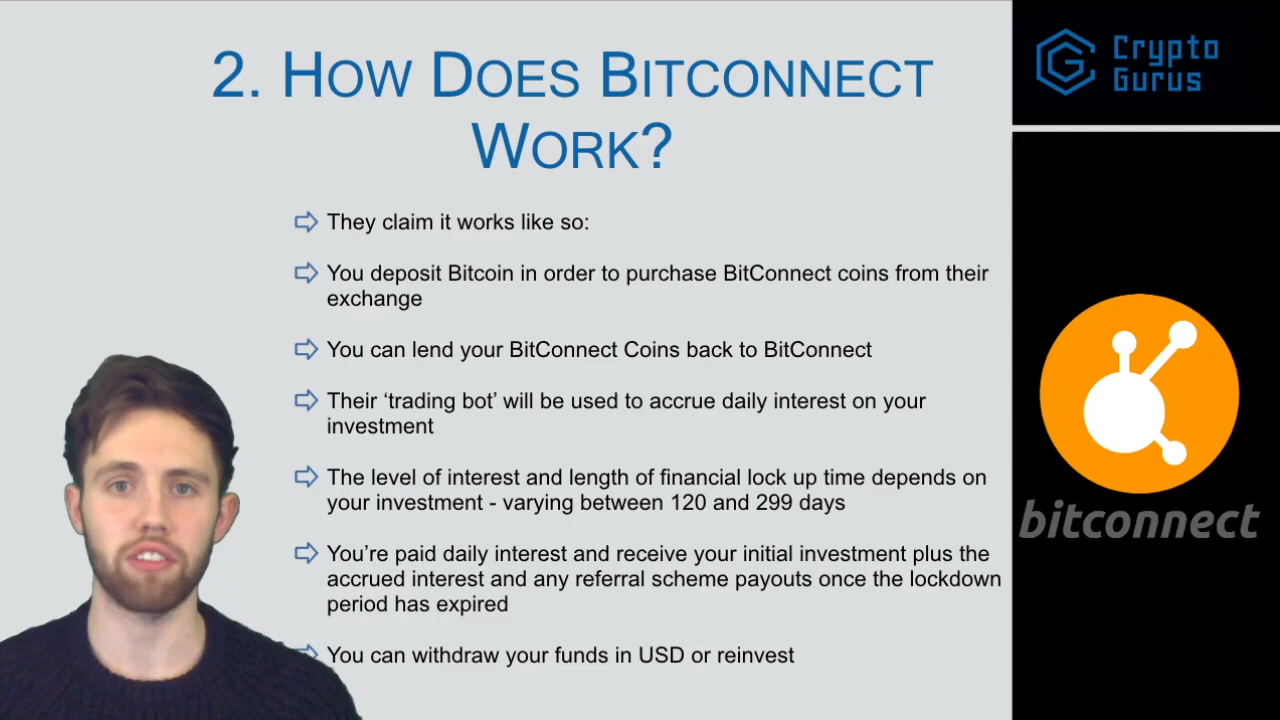 2. How Does Bitconnect
Work?
They claim it works like so:
You deposit Bitcoin in order to purchase BitConnect coins from their
exchange
You can lend your BitConnect Coins back to BitConnect
Their ‘trading bot’ will be used to accrue daily interest on your
investment
The level of interest and length of financial lock up time depends on
your investment - varying between 120 and 299 days
You’re paid daily interest and receive your initial investment plus the
accrued interest and any referral scheme payouts once the lockdown
period has expired
You can withdraw your funds in USD or reinvest
Crypto
Gurus
bitconnect